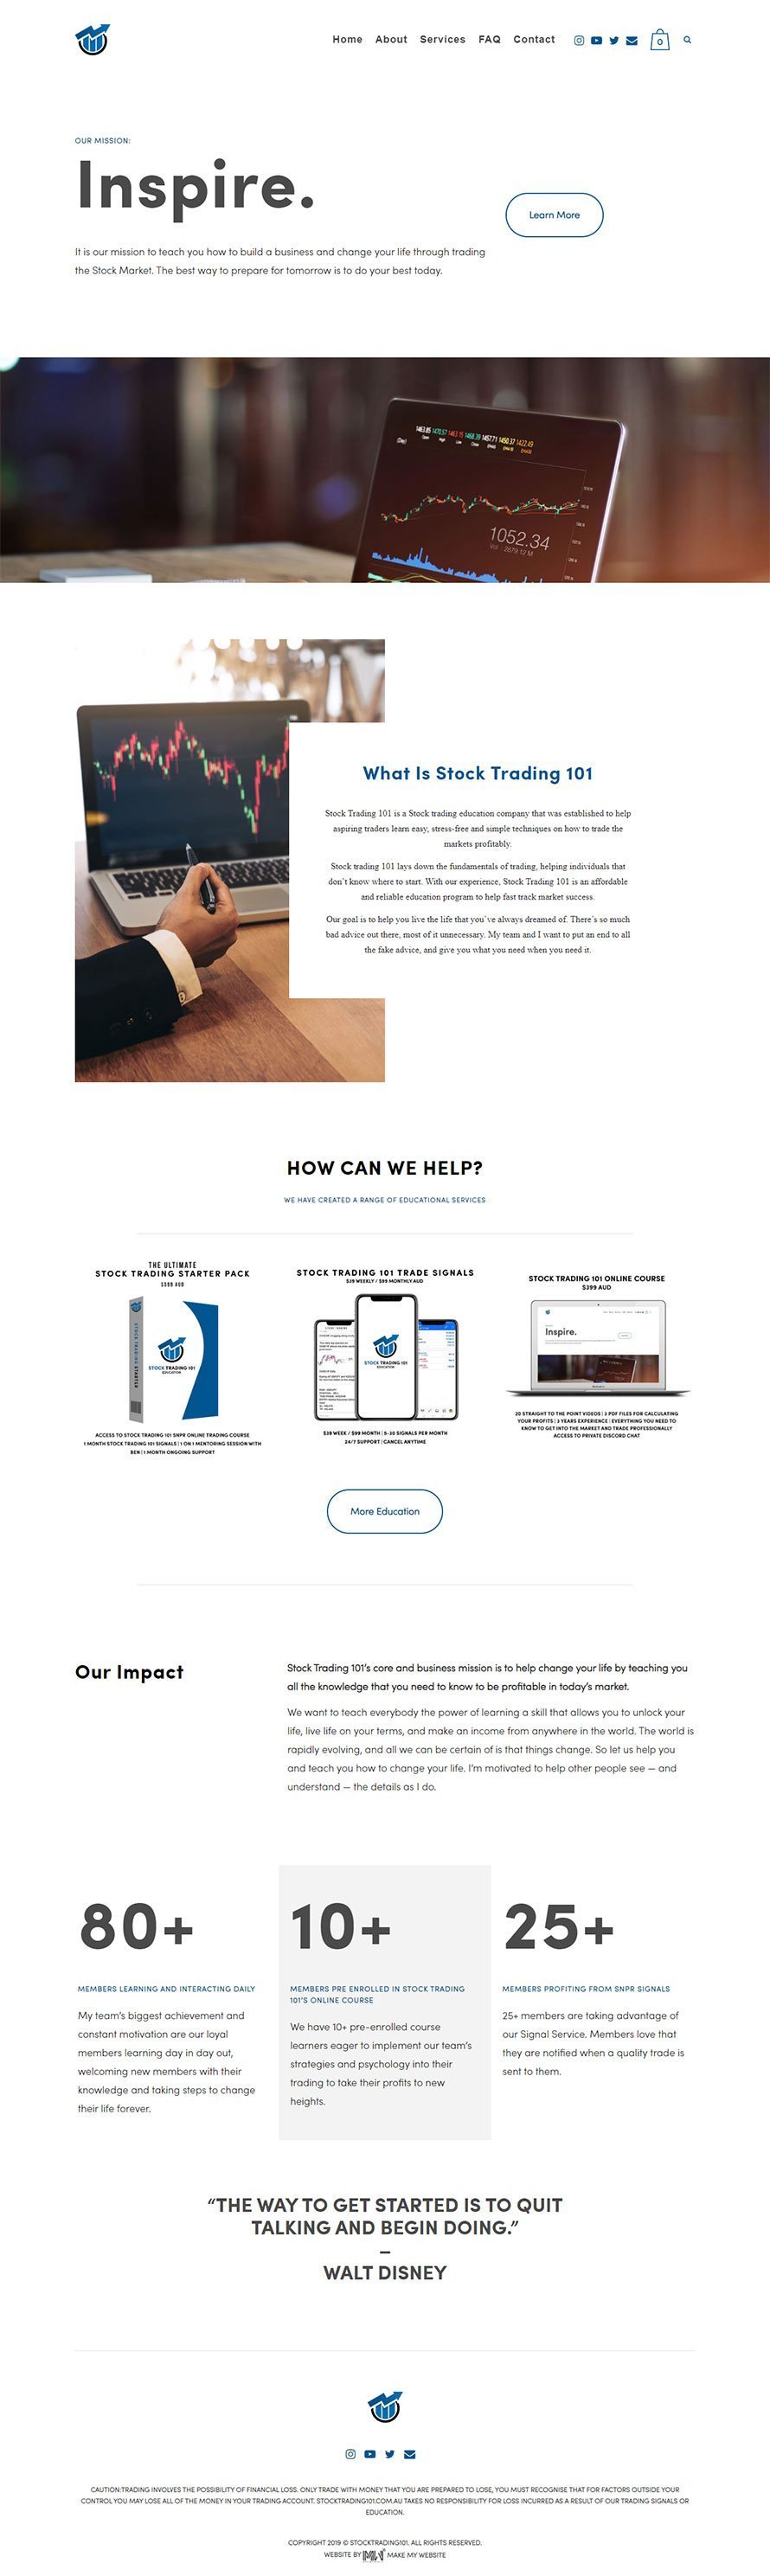 Home About Services FAQ Contact 0
OUR MISSION:
Inspire.
Learn More
It is our mission to teach you how to build a business and change your life through trading
the Stock Market. The best way to prepare for tomorrow is to do your best today.
1052.34
What Is Stock Trading 101
Stock Trading 101 is a Stock trading education company that was established to help
aspiring traders learn easy, stress-free and simple techniques on how to trade the
markets profitably.
Stock trading 101 lays down the fundamentals of trading, helping individuals that
don't know where to start. With our experience, Stock Trading 101 is an affordable
and reliable education program to help fast track market success.
Our goal is to help you live the life that you've always dreamed of. There's so much
bad advice out there, most of it unnecessary. My team and I want to put an end to all
the fake advice, and give you what you need when you need it.
HOW CAN WE HELP?
WE HAVE CREATED A RANGE OF EDUCATIONAL SERVICES
THE ULTIMATE
STOCK TRADING STARTER PACK
$599 AUD
STOCK TRADING STARTER
STOCK TRADING 101
EDUCATION
ACCESS TO STOCK TRADING 101 SNPR ONLINE TRADING COURSE
1 MONTH STOCK TRADING 101 SIGNALS | 1 ON 1 MENTORING SESSION WITH
BEN | 1 MONTH ONGOING SUPPORT
STOCK TRADING 101 TRADE SIGNALS
$39 WEEKLY / $99 MONTHLY AUD
STOCK TRADING 101
EDUCATION
$39 WEEK / $99 MONTH | 5-30 SIGNALS PER MONTH
24/7 SUPPORT | CANCEL ANYTIME
STOCK TRADING 101 ONLINE COURSE
$399 AUD
Inspire.
20 STRAIGHT TO THE POINT VIDEOS | 3 PDF FILES FOR CALCULATING
YOUR PROFITS | 3 YEARS EXPERIENCE | EVERYTHING YOU NEED TO
KNOW TO GET INTO THE MARKET AND TRADE PROFESSIONALLY
ACCESS TO PRIVATE DISCORD CHAT
More Education
Our Impact
Stock Trading 101's core and business mission is to help change your life by teaching you
all the knowledge that you need to know to be profitable in today's market.
We want to teach everybody the power of learning a skill that allows you to unlock your
life, live life on your terms, and make an income from anywhere in the world. The world is
rapidly evolving, and all we can be certain of is that things change. So let us help you
and teach you how to change your life. I'm motivated to help other people see — and
understand — the details as I do.
80+
MEMBERS LEARNING AND INTERACTING DAILY
My team's biggest achievement and
constant motivation are our loyal
members learning day in day out,
welcoming new members with their
knowledge and taking steps to change
their life forever.
10+
MEMBERS PRE ENROLLED IN STOCK TRADING
101'S ONLINE COURSE
We have 10+ pre-enrolled course
learners eager to implement our team's
strategies and psychology into their
trading to take their profits to new
heights.
25+
MEMBERS PROFITING FROM SNPR SIGNALS
25+ members are taking advantage of
our Signal Service. Members love that
they are notified when a quality trade is
sent to them.
“THE WAY TO GET STARTED IS TO QUIT
TALKING AND BEGIN DOING.”
–
WALT DISNEY
CAUTION:TRADING INVOLVES THE POSSIBILITY OF FINANCIAL LOSS. ONLY TRADE WITH MONEY THAT YOU ARE PREPARED TO LOSE, YOU MUST RECOGNISE THAT FOR FACTORS OUTSIDE YOUR
CONTROL YOU MAY LOSE ALL OF THE MONEY IN YOUR TRADING ACCOUNT. STOCKTRADING101.COM.AU TAKES NO RESPONSIBILITY FOR LOSS INCURRED AS A RESULT OF OUR TRADING SIGNALS OR
EDUCATION.
COPYRIGHT 2019 © STOCKTRADING101. ALL RIGHTS RESERVED.
WEBSITE BY MMW MAKE MY WEBSITE